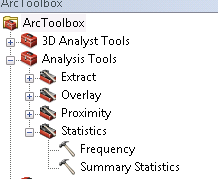 ArcToolbox
ArcToolbox
3D Analyst Tools
Analysis Tools
Extract
Overlay
Proximity
Statistics
Frequency
Summary Statistics